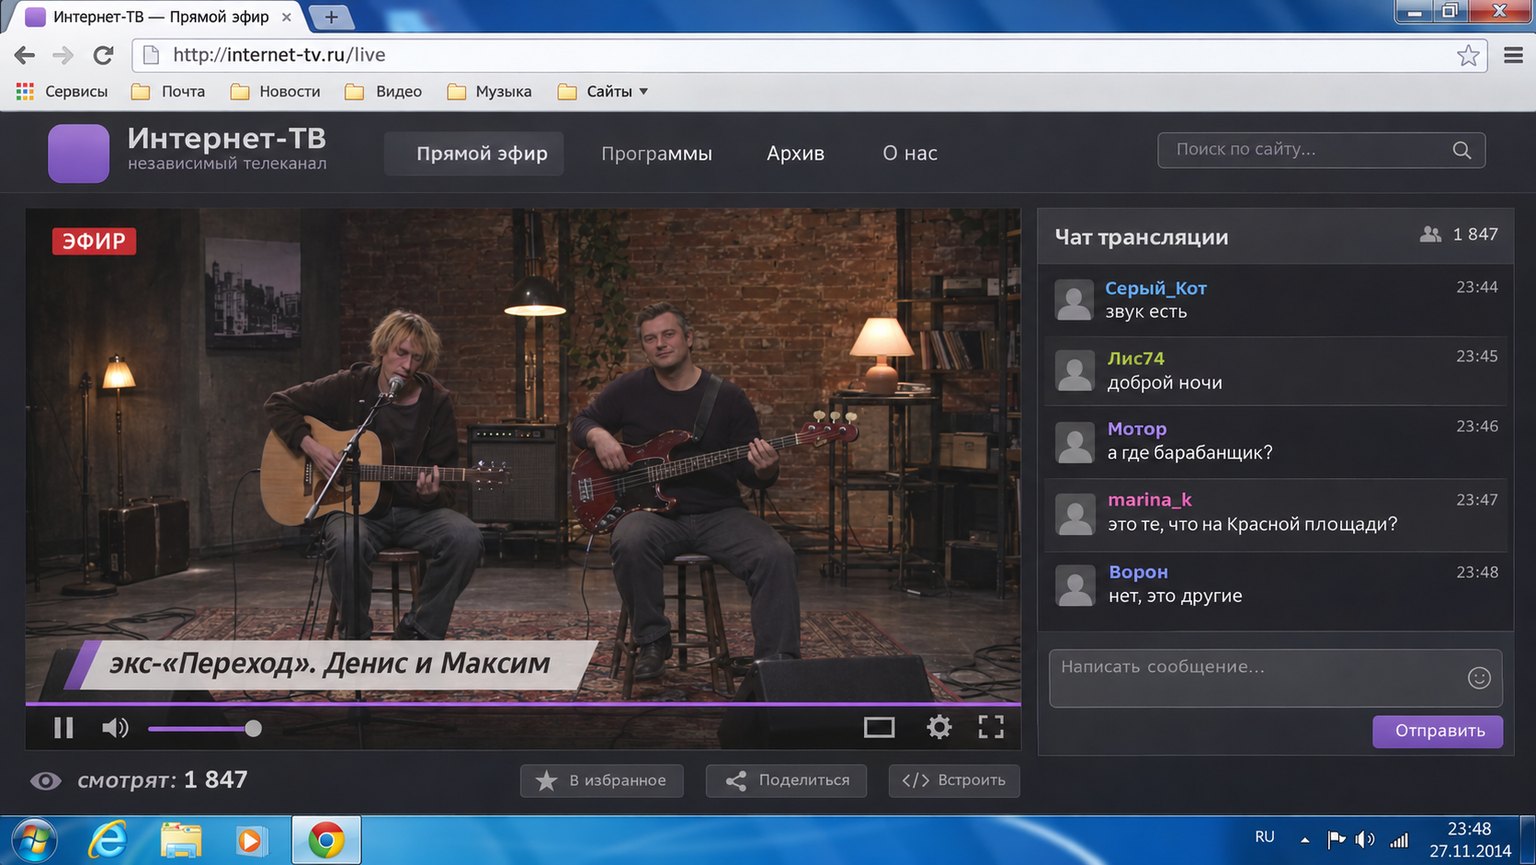 Интернет-ТВ — Прямой эфир
http://internet-tv.ru/live
Сервисы
Почта
Новости
Видео
Музыка
Сайты
Интернет-ТВ
независимый телеканал
Прямой эфир
Программы
Архив
О нас
Поиск по сайту...
ЭФИР
экс-«Переход». Денис и Максим
Чат трансляции
1 847
Серый_Кот
23:44
звук есть
Лис74
23:45
доброй ночи
Мотор
23:46
а где барабанщик?
marina_k
23:47
это те, что на Красной площади?
Ворон
23:48
нет, это другие
Написать сообщение...
Отправить
смотрят: 1 847
В избранное
Поделиться
Встроить
RU
23:48
27.11.2014